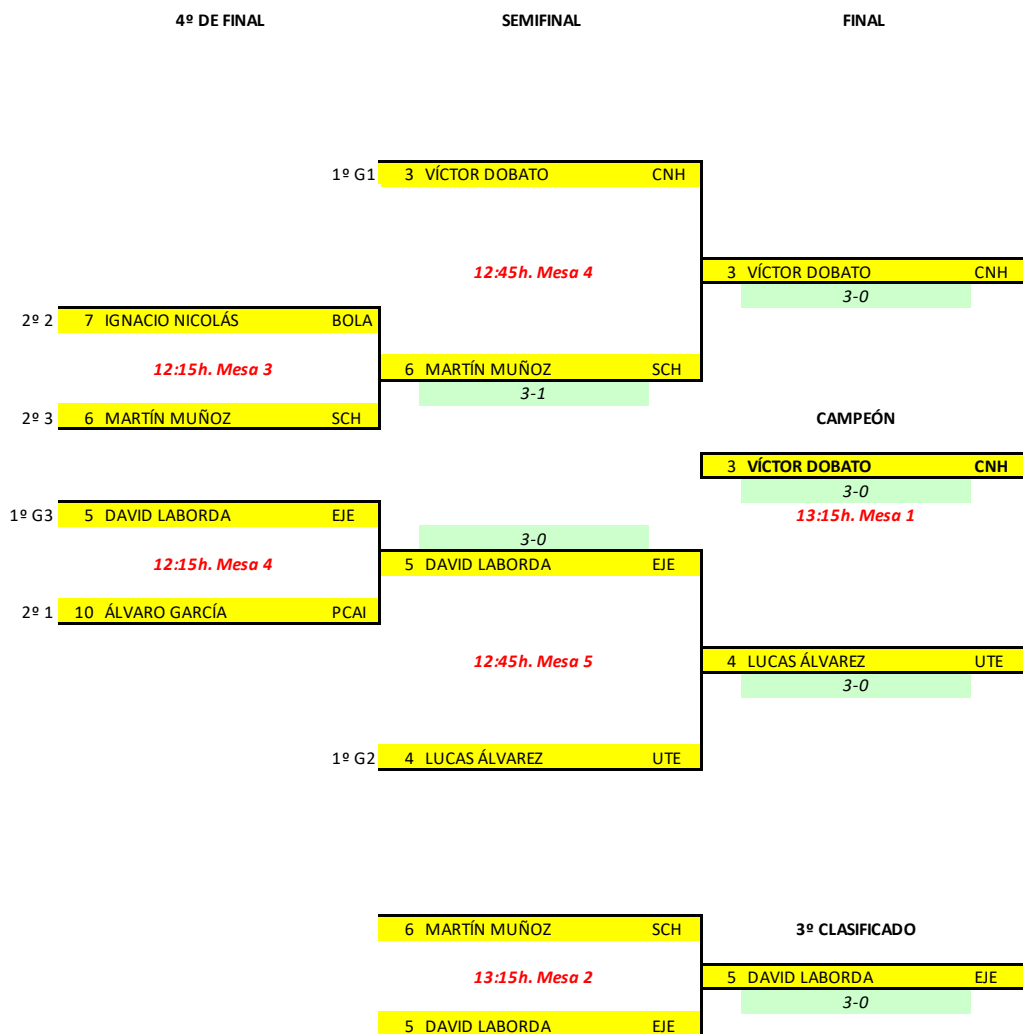 4º DE FINAL SEMIFINAL FINAL
1º G1 3 VÍCTOR DOBATO CNH
12:45h. Mesa 4 3 VÍCTOR DOBATO CNH
3-0
2º 2 7 IGNACIO NICOLÁS BOLA
12:15h. Mesa 3 6 MARTÍN MUÑOZ SCH
3-1
2º 3 6 MARTÍN MUÑOZ SCH CAMPEÓN
3 VÍCTOR DOBATO CNH
3-0
1º G3 5 DAVID LABORDA EJE 13:15h. Mesa 1
3-0
12:15h. Mesa 4 5 DAVID LABORDA EJE
2º 1 10 ÁLVARO GARCÍA PCAI
12:45h. Mesa 5 4 LUCAS ÁLVAREZ UTE
3-0
1º G2 4 LUCAS ÁLVAREZ UTE
6 MARTÍN MUÑOZ SCH 3º CLASIFICADO
13:15h. Mesa 2 5 DAVID LABORDA EJE
3-0
5 DAVID LABORDA EJE